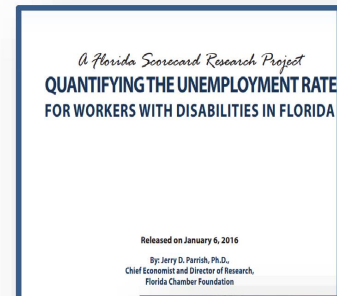 A Florida Scorecard Research Project
QUANTIFYING THE UNEMPLOYMENT RATE
FOR WORKERS WITH DISABILITIES IN FLORIDA
Released on January 6, 2016
By: Jerry D. Parrish, Ph.D.,
Chief Economist and Director of Research,
Florida Chamber Foundation